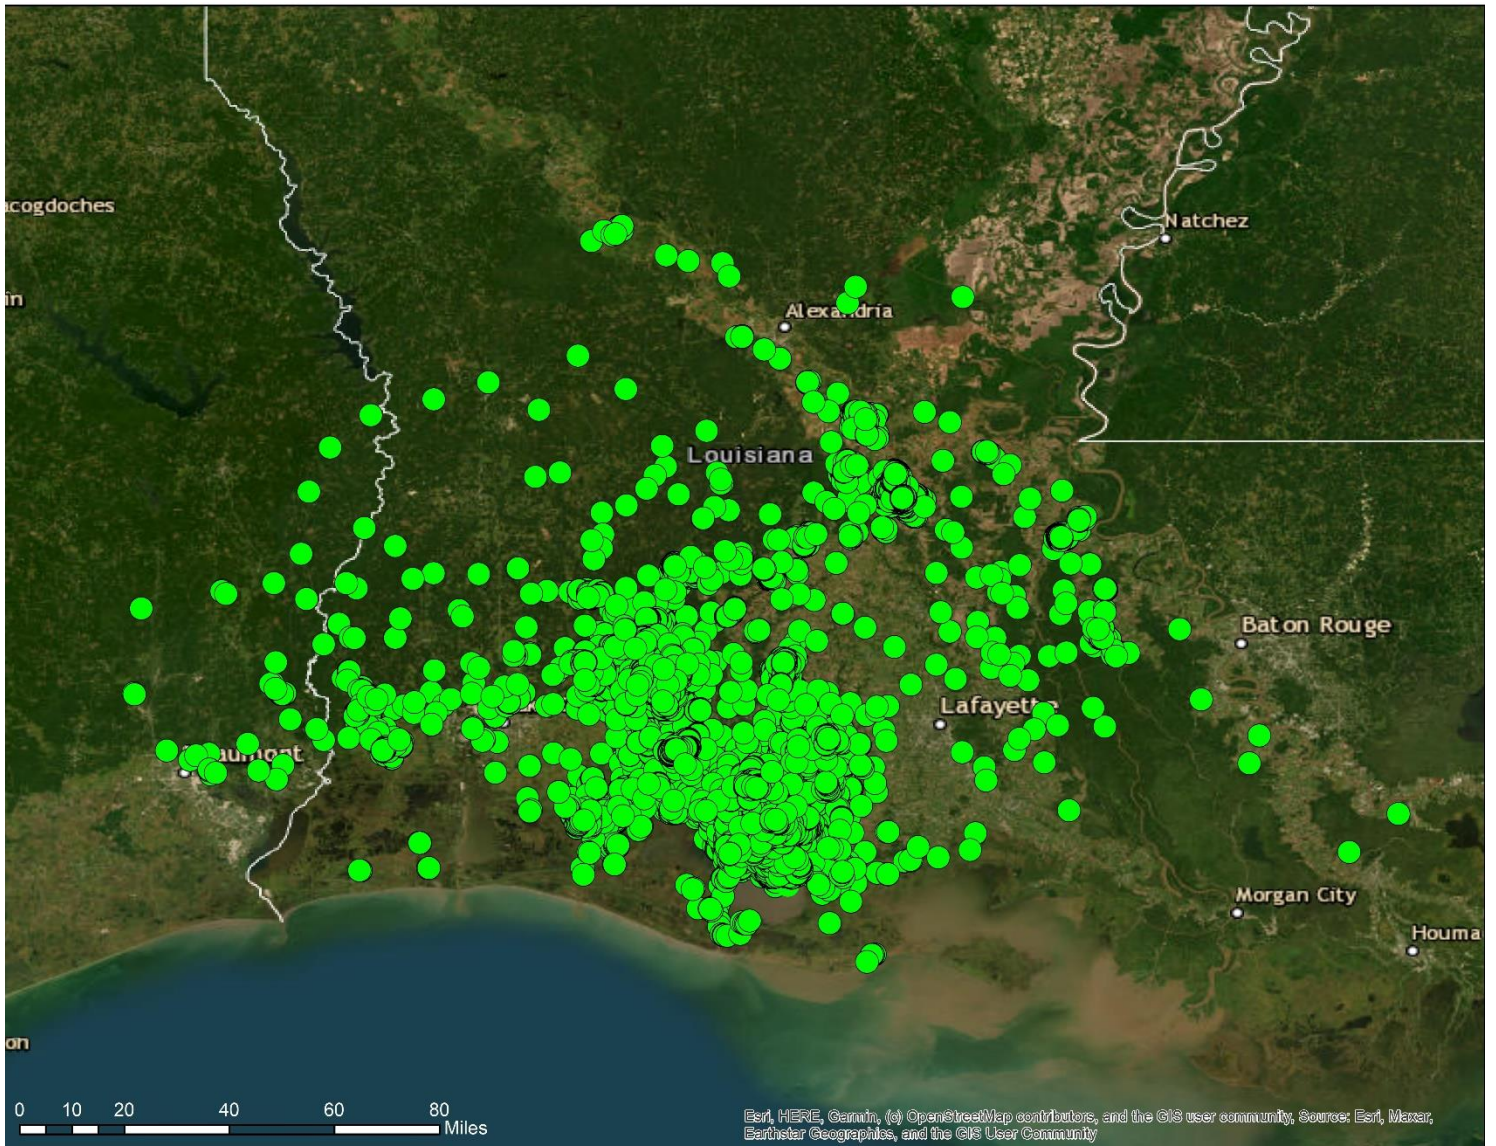 acogdoches
Natchez
in
Alexandria
Louisiana
Baton Rouge
Lafayette
aumont
Morgan City
Houma
on
0 10 20 40 60 80
Miles
Esri, HERE, Garmin, (c) OpenStreetMap contributors, and the GIS user community, Source: Esri, Maxar,
Earthstar Geographics, and the GIS User Community